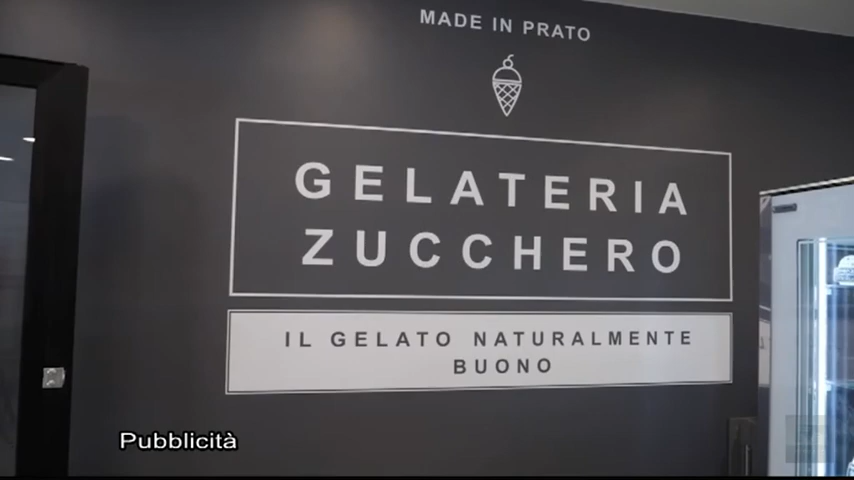 MADE IN PRATO
GELATERIA
ZUCCHERO
IL GELATO NATURALMENTE
BUONO
Pubblicità